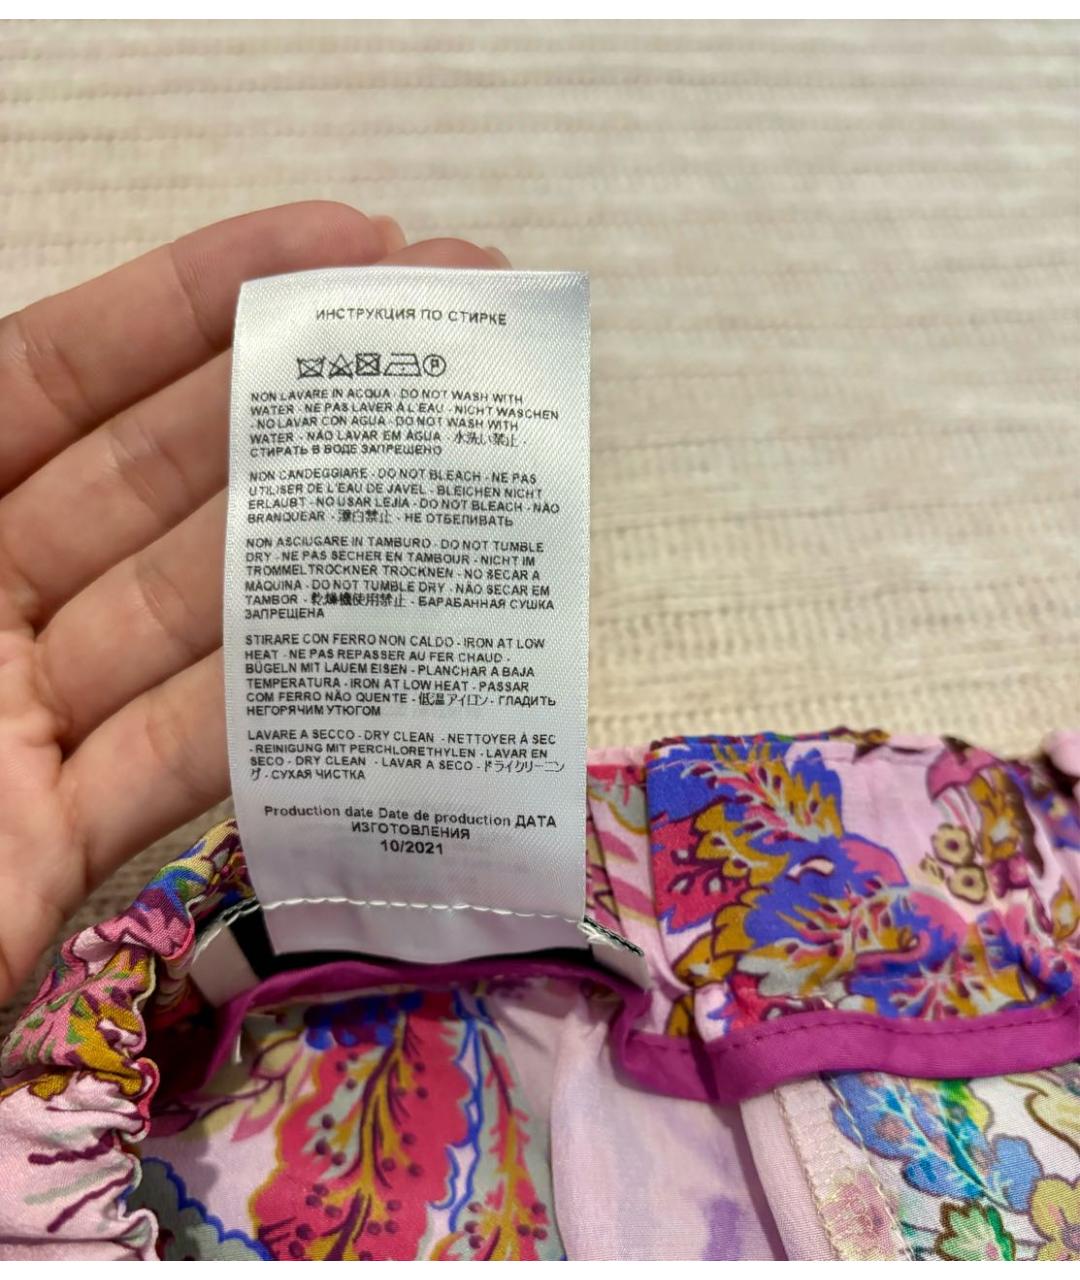 ИНСТРУКЦИЯ ПО СТИРКЕ
NON LAVARE IN ACQUA - DO NOT WASH WITH
WATER - NE PAS LAVER À L'EAU - NICHT WASCHEN
- NO LAVAR CON AGUA - DO NOT WASH WITH
WATER - NÃO LAVAR EM ÁGUA - 水洗い禁止 -
СТИРАТЬ В ВОДЕ ЗАПРЕШЕНО
NON CANDEGGIARE - DO NOT BLEACH - NE PAS
UTILISER DE L'EAU DE JAVEL - BLEICHEN NICHT
ERLAUBT - NO USAR LEJIA - DO NOT BLEACH - NÃO
BRANQUEAR - 漂白禁止 - НЕ ОТБЕЛИВАТЬ
NON ASCIUGARE IN TAMBURO - DO NOT TUMBLE
DRY - NE PAS SECHER EN TAMBOUR - NICHT IM
TROMMELTROCKNER TROCKNEN - NO SECAR A
MÁQUINA - DO NOT TUMBLE DRY - NÃO SECAR EM
TAMBOR - 乾燥機使用禁止 - БАРАБАННАЯ СУШКА
ЗАПРЕЩЕНА
STIRARE CON FERRO NON CALDO - IRON AT LOW
HEAT - NE PAS REPASSER AU FER CHAUD -
BÜGELN MIT LAUEM EISEN - PLANCHAR A BAJA
TEMPERATURA - IRON AT LOW HEAT - PASSAR
COM FERRO NÃO QUENTE - 低温アイロン - ГЛАДИТЬ
НЕГОРЯЧИМ УТЮГОМ
LAVARE A SECCO - DRY CLEAN - NETTOYER À SEC
- REINIGUNG MIT PERCHLORETHYLEN - LAVAR EN
SECO - DRY CLEAN - LAVAR A SECO - ドライクリーニン
グ - СУХАЯ ЧИСТКА
Production date Date de production ДАТА
ИЗГОТОВЛЕНИЯ
10/2021